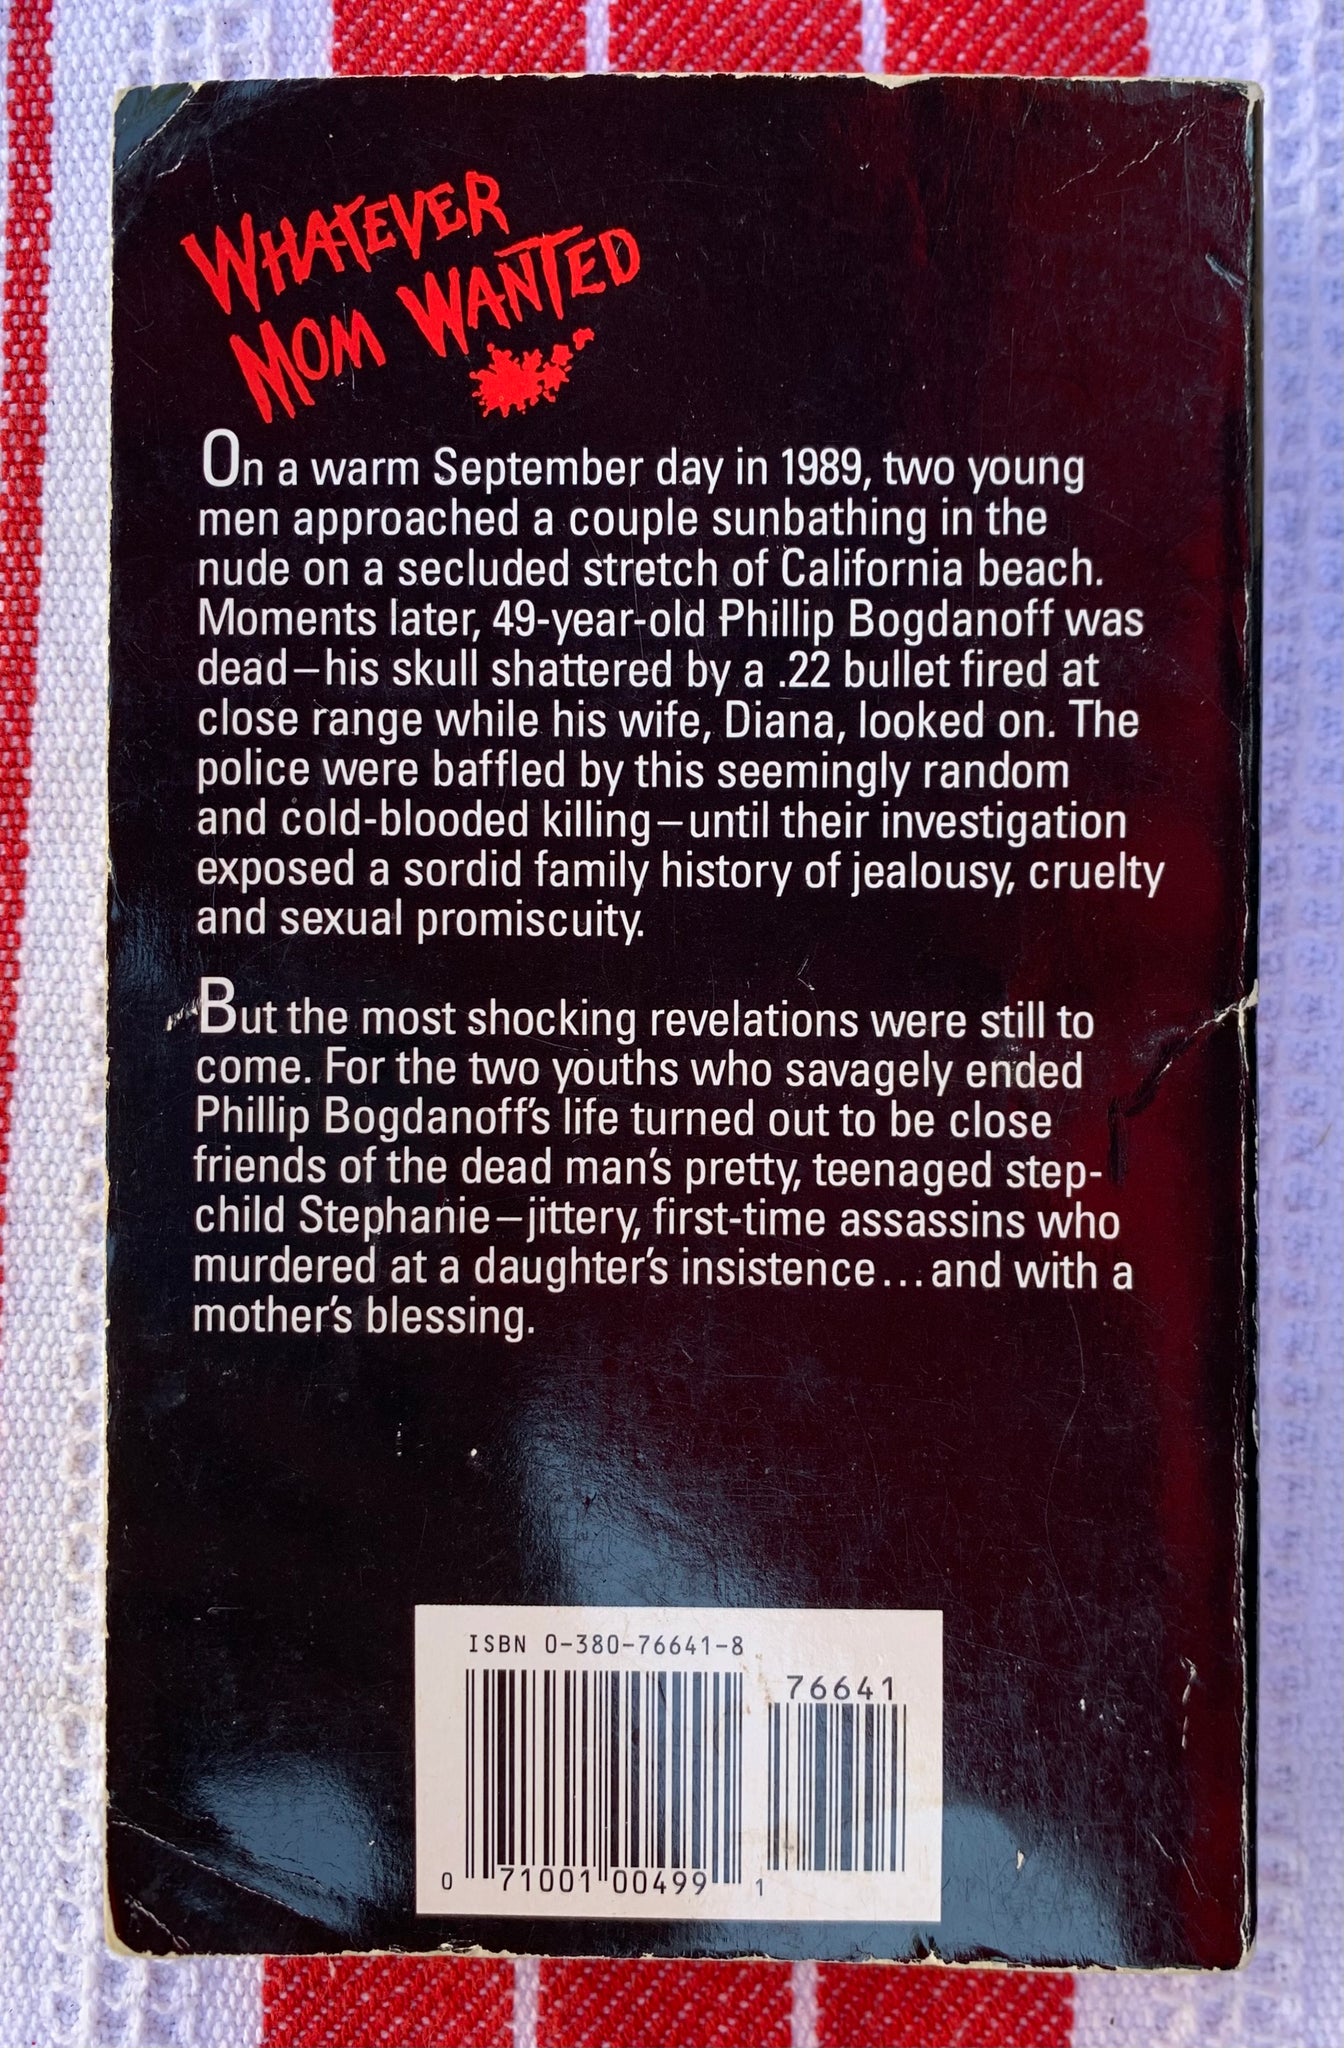 WHATEVER
MOM WANTED
On a warm September day in 1989, two young
men approached a couple sunbathing in the
nude on a secluded stretch of California beach.
Moments later, 49-year-old Phillip Bogdanoff was
dead—his skull shattered by a .22 bullet fired at
close range while his wife, Diana, looked on. The
police were baffled by this seemingly random
and cold-blooded killing—until their investigation
exposed a sordid family history of jealousy, cruelty
and sexual promiscuity.
But the most shocking revelations were still to
come. For the two youths who savagely ended
Phillip Bogdanoff's life turned out to be close
friends of the dead man's pretty, teenaged step-
child Stephanie—jittery, first-time assassins who
murdered at a daughter's insistence...and with a
mother's blessing.
ISBN 0-380-76641-8
76641
0 71001 00499 1